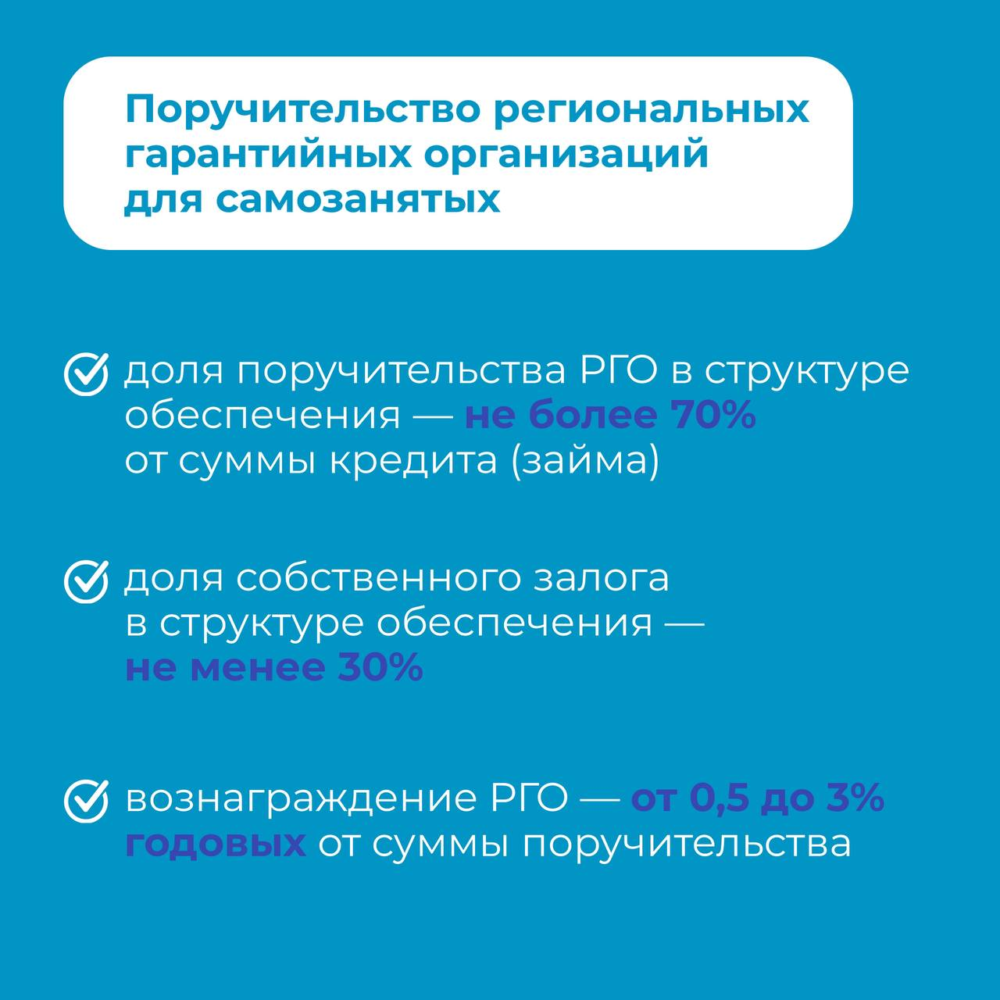 Поручительство региональных
гарантийных организаций
для самозанятых
доля поручительства РГО в структуре
обеспечения — не более 70%
от суммы кредита (займа)
доля собственного залога
в структуре обеспечения —
не менее 30%
вознаграждение РГО — от 0,5 до 3%
годовых от суммы поручительства